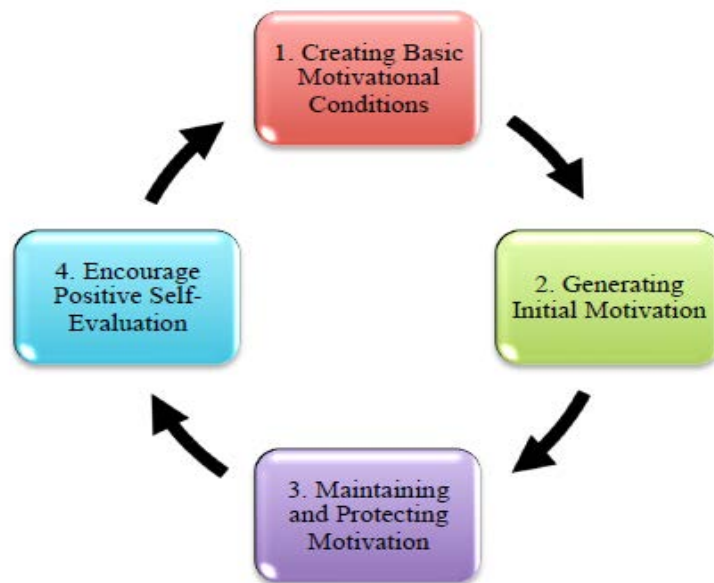 1. Creating Basic
Motivational
Conditions
2. Generating
Initial Motivation
3. Maintaining
and Protecting
Motivation
4. Encourage
Positive Self-
Evaluation